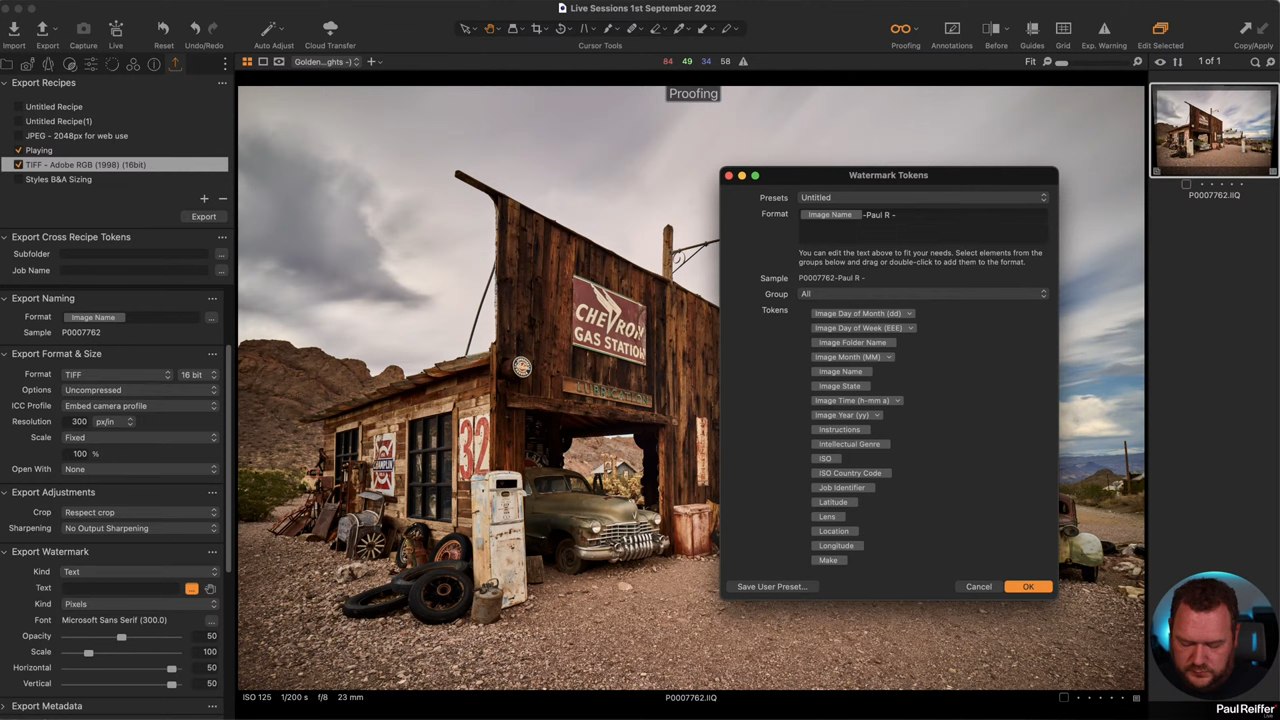 Live Sessions 1st September 2022
Import
Export
Capture
Live
Reset
Undo/Redo
Auto Adjust
Cloud Transfer
Cursor Tools
Proofing
Annotations
Before
Guides
Grid
Exp. Warning
Edit Selected
Copy/Apply
Golden...ghts -)
84 49 34 58
Fit
1 of 1
Export Recipes
Untitled Recipe
Untitled Recipe(1)
JPEG - 2048px for web use
Playing
TIFF - Adobe RGB (1998) (16bit)
Styles B&A Sizing
Export
Export Cross Recipe Tokens
Subfolder
Job Name
Export Naming
Format Image Name
Sample P0007762
Export Format & Size
Format TIFF 16 bit
Options Uncompressed
ICC Profile Embed camera profile
Resolution 300 px/in
Scale Fixed
100 %
Open With None
Export Adjustments
Crop Respect crop
Sharpening No Output Sharpening
Export Watermark
Kind Text
Text
Kind Pixels
Font Microsoft Sans Serif (300.0)
Opacity 50
Scale 100
Horizontal 50
Vertical 50
Export Metadata
Proofing
CHEVRON
GAS STATION
LUBRICATION
CHAMPLIN
32
ISO 125 1/200 s f/8 23 mm
P0007762.IIQ
Watermark Tokens
Presets Untitled
Format Image Name -Paul R -
You can edit the text above to fit your needs. Select elements from the
groups below and drag or double-click to add them to the format.
Sample P0007762-Paul R -
Group All
Tokens
Image Day of Month (dd)
Image Day of Week (EEE)
Image Folder Name
Image Month (MM)
Image Name
Image State
Image Time (h-mm a)
Image Year (yy)
Instructions
Intellectual Genre
ISO
ISO Country Code
Job Identifier
Latitude
Lens
Location
Longitude
Make
Save User Preset...
Cancel
OK
P0007762.IIQ
Paul Reiffer
Live